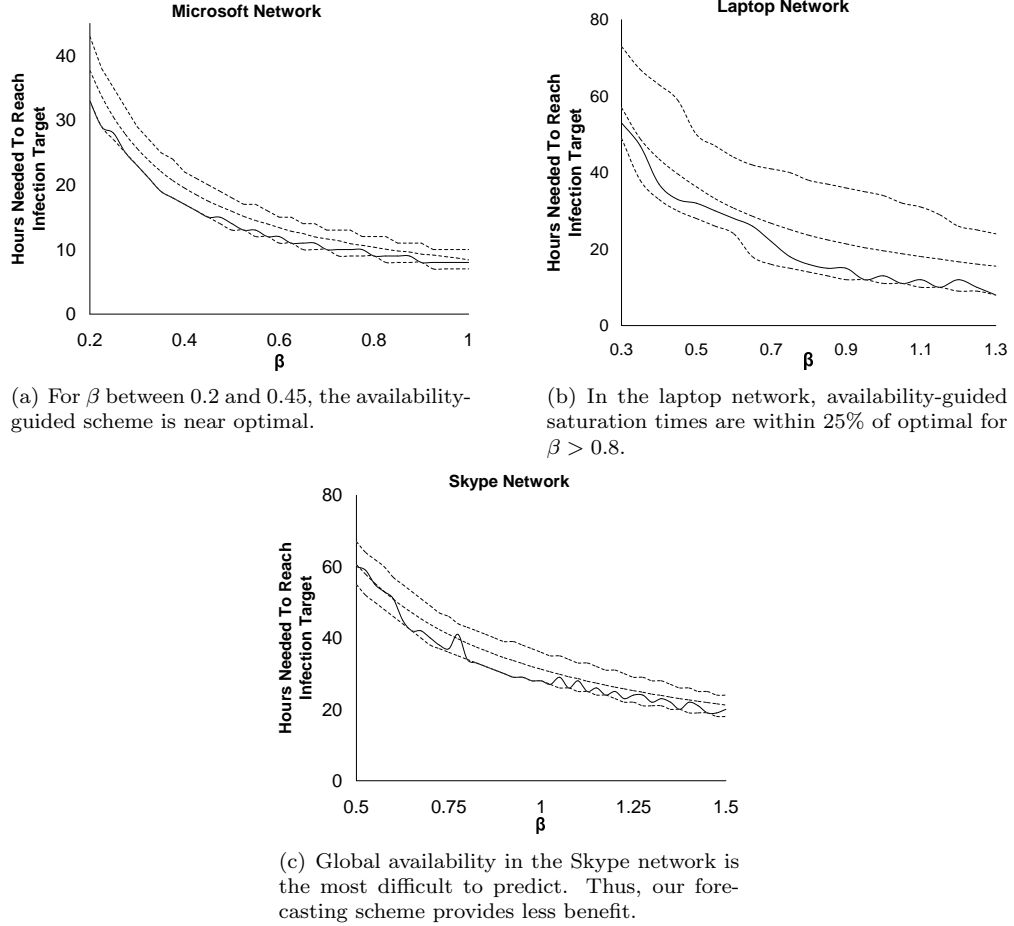 Microsoft Network
Hours Needed To Reach
Infection Target
40
30
20
10
0
0.2
0.4
0.6
0.8
1
β
(a) For β between 0.2 and 0.45, the availability-
guided scheme is near optimal.
Laptop Network
Hours Needed To Reach
Infection Target
80
60
40
20
0
0.3
0.5
0.7
0.9
1.1
1.3
β
(b) In the laptop network, availability-guided
saturation times are within 25% of optimal for
β > 0.8.
Skype Network
Hours Needed To Reach
Infection Target
80
60
40
20
0
0.5
0.75
1
1.25
1.5
β
(c) Global availability in the Skype network is
the most difficult to predict. Thus, our fore-
casting scheme provides less benefit.